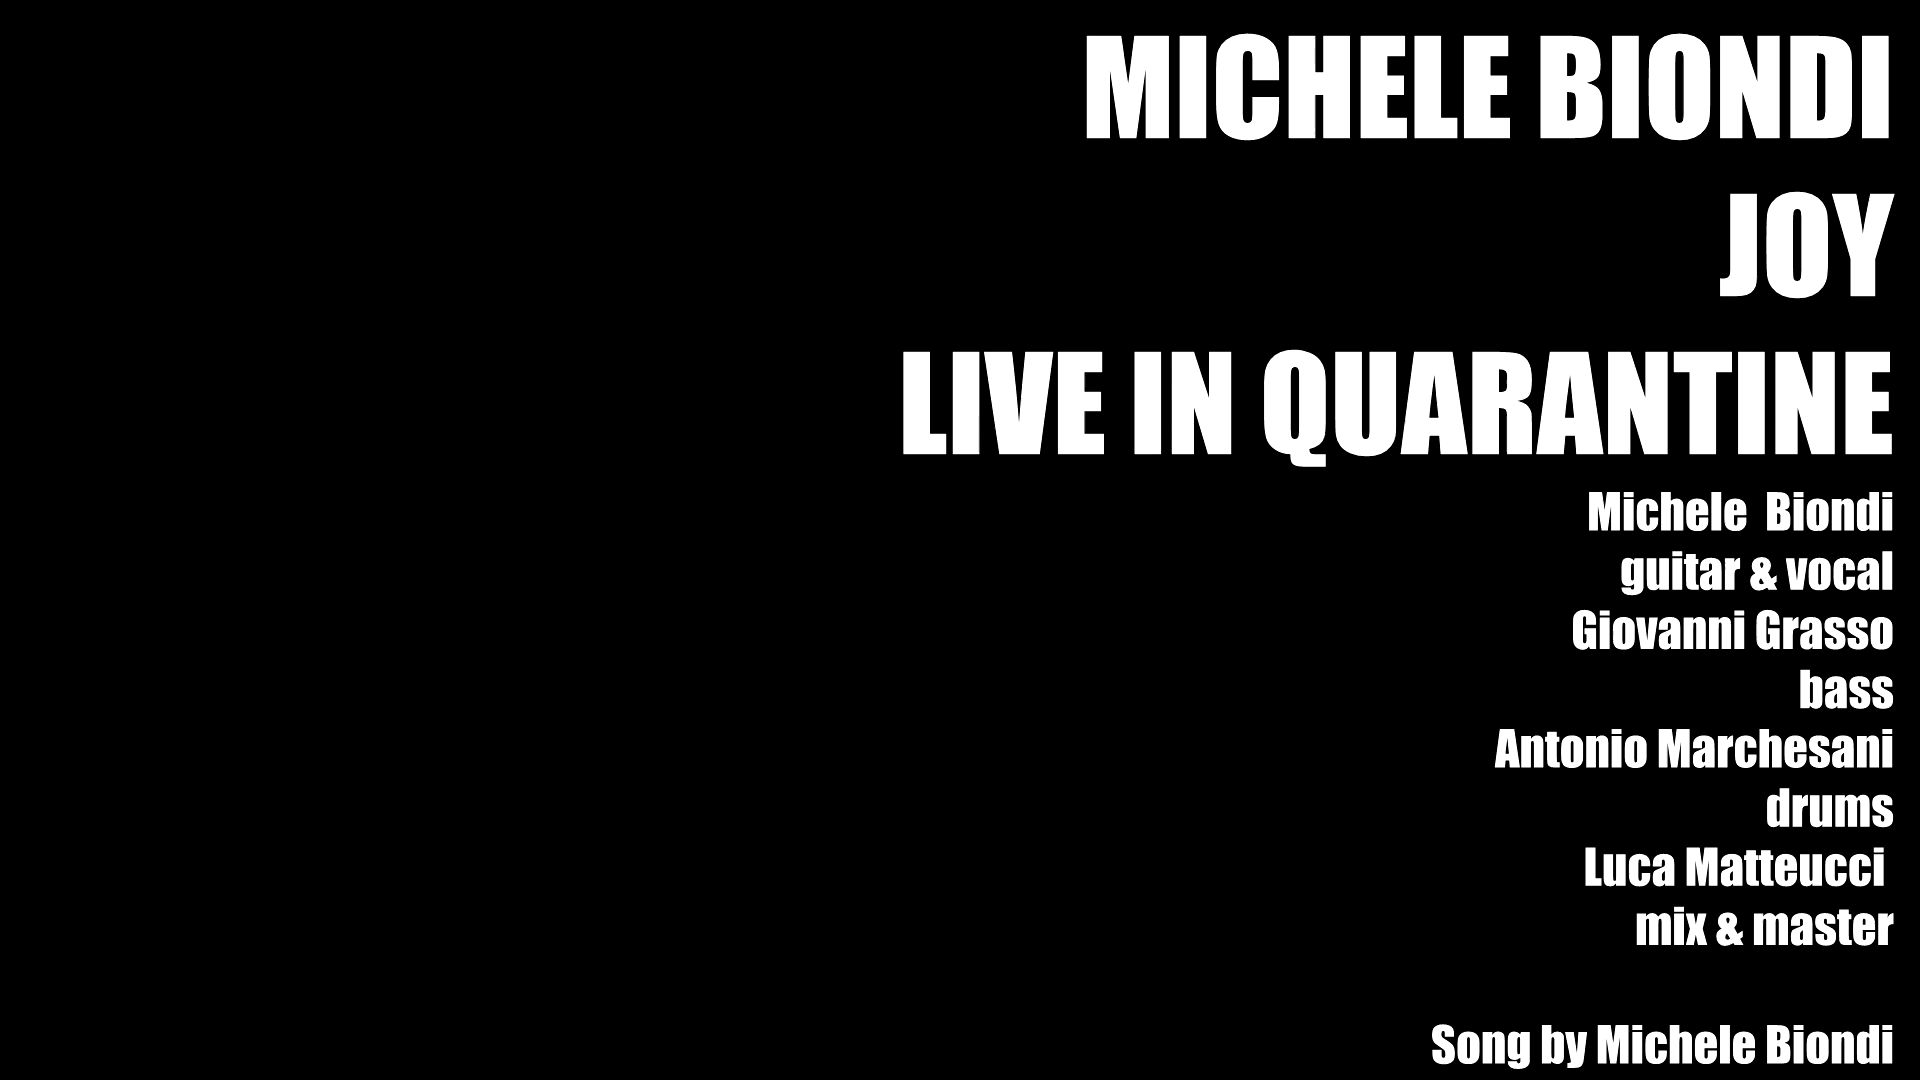 MICHELE BIONDI
JOY
LIVE IN QUARANTINE
Michele  Biondi
guitar & vocal
Giovanni Grasso
bass
Antonio Marchesani
drums
Luca Matteucci
mix & master
Song by Michele Biondi